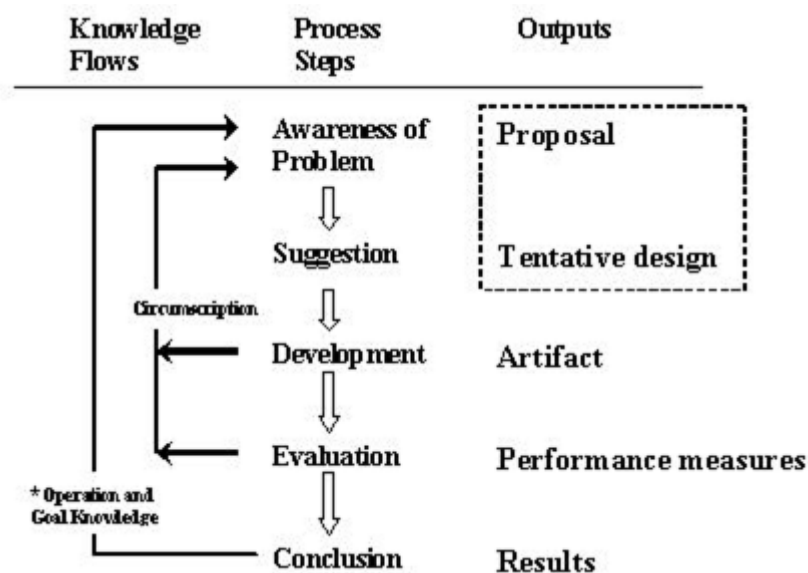 Knowledge
Flows
Process
Steps
Outputs
Awareness of
Problem
Proposal
Suggestion
Tentative design
Circumscription
Development
Artifact
Evaluation
Performance measures
* Operation and
Goal Knowledge
Conclusion
Results